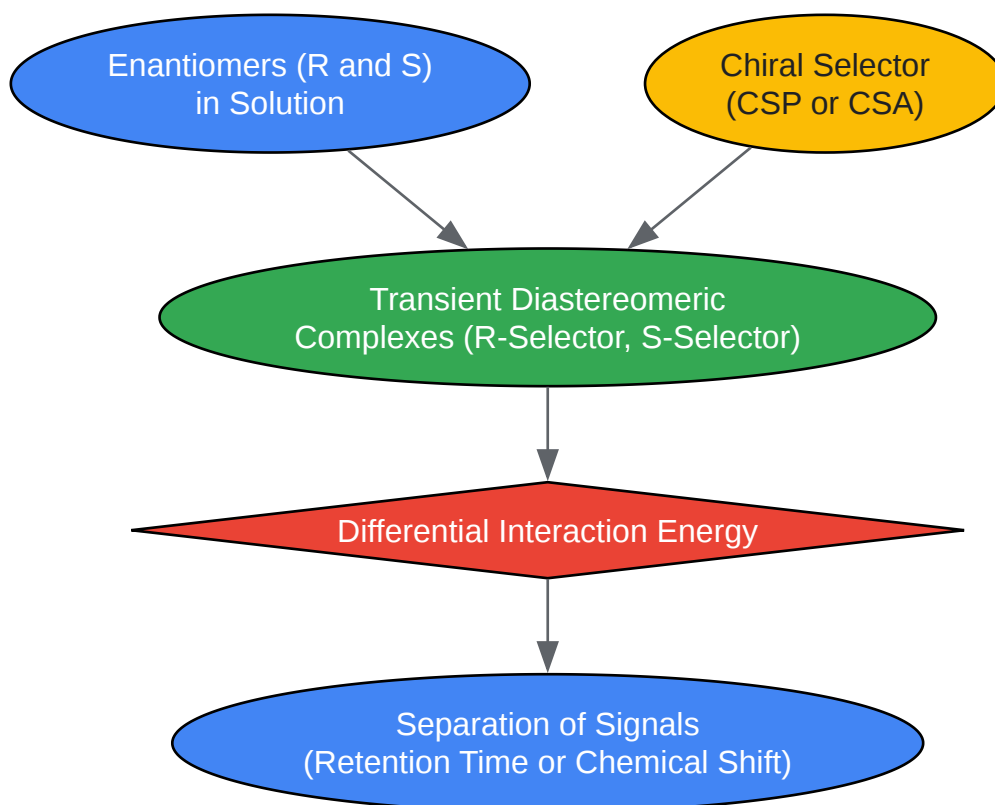 Enantiomers (R and S)
in Solution
Chiral Selector
(CSP or CSA)
Transient Diastereomeric
Complexes (R-Selector, S-Selector)
Differential Interaction Energy
Separation of Signals
(Retention Time or Chemical Shift)